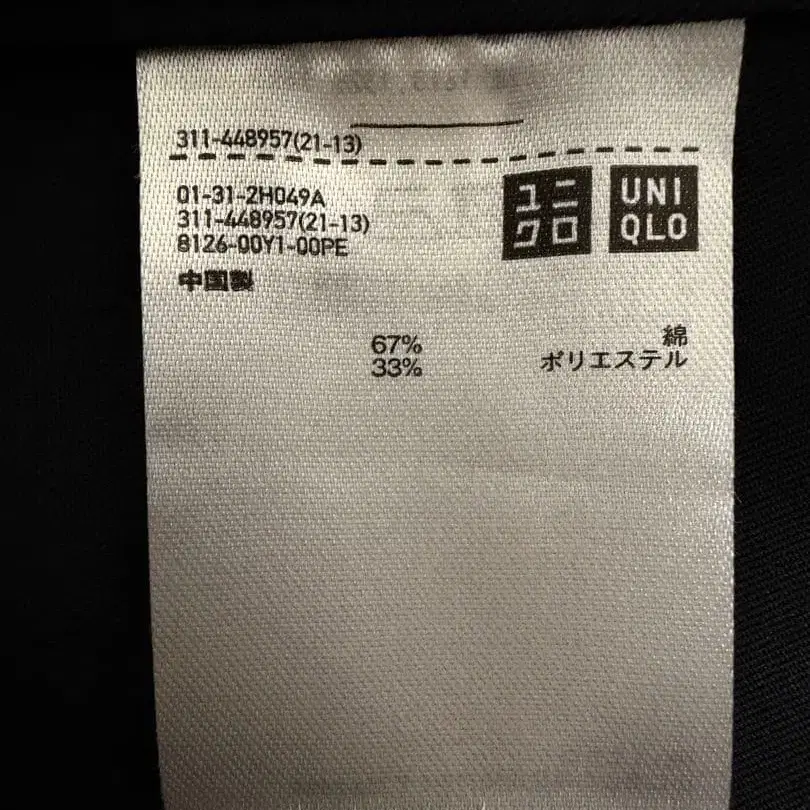 311-448957(21-13)
01-31-2H049A
311-448957(21-13)
8126-00Y1-00PE
中国製
ユニ
クロ
UNI
QLO
67% 綿
33% ポリエステル